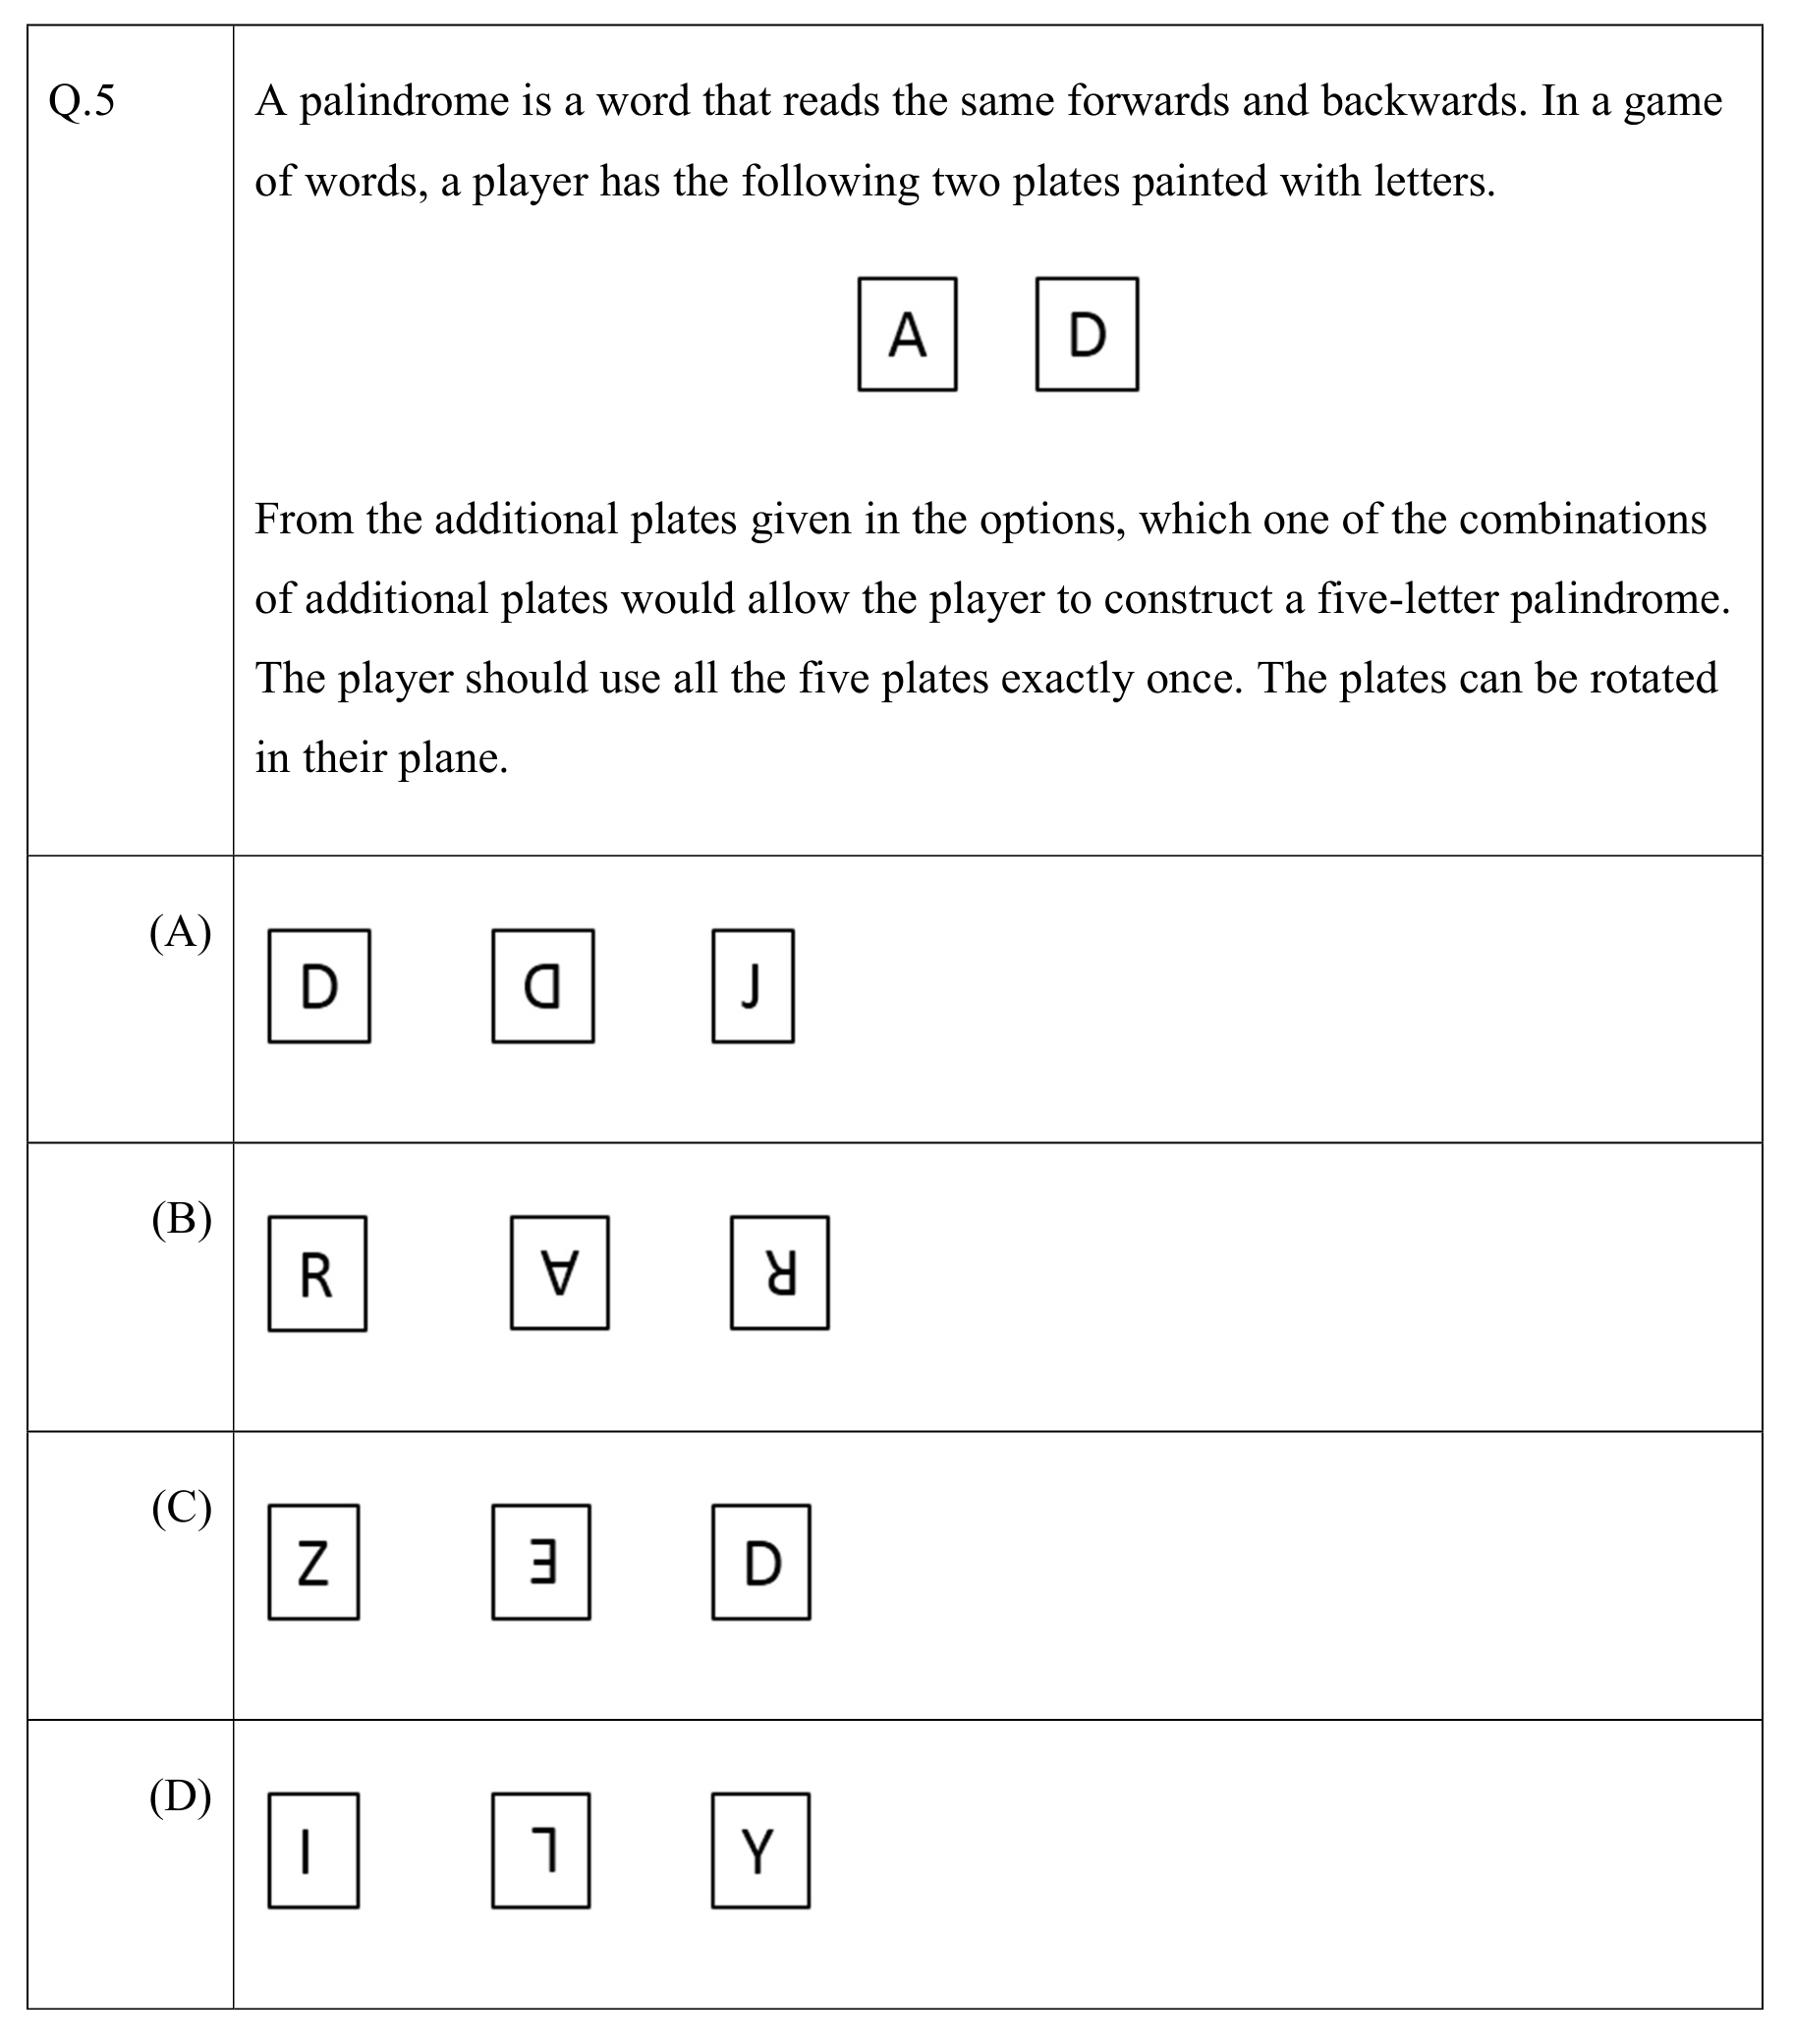 Q.5
A palindrome is a word that reads the same forwards and backwards. In a game
of words, a player has the following two plates painted with letters.
A D
From the additional plates given in the options, which one of the combinations
of additional plates would allow the player to construct a five-letter palindrome.
The player should use all the five plates exactly once. The plates can be rotated
in their plane.
(A) D D J
(B) R A R
(C) Z E D
(D) I L Y